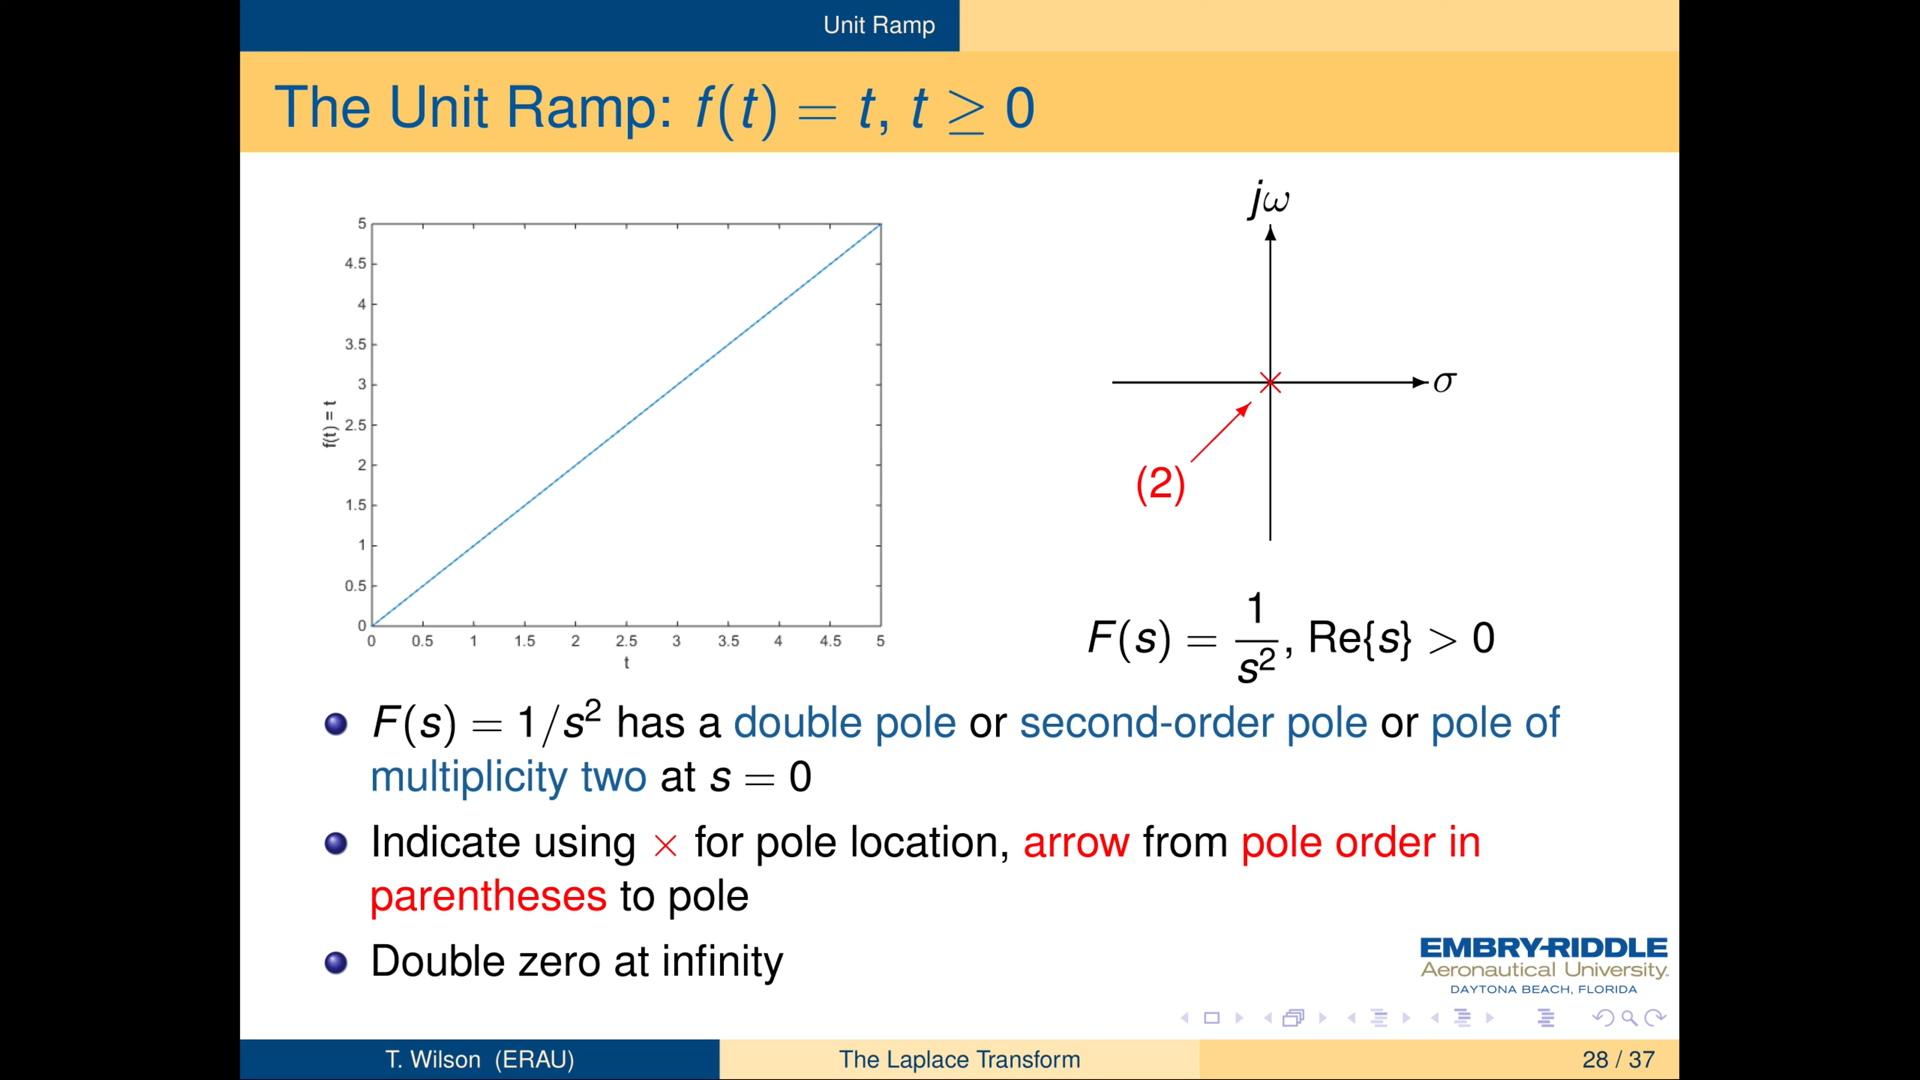 Unit Ramp
The Unit Ramp: f(t) = t, t ≥ 0
5
4.5
4
3.5
3
2.5
2
1.5
1
0.5
0
f(t) = t
0 0.5 1 1.5 2 2.5 3 3.5 4 4.5 5
t
jω
σ
(2)
F(s) = 1/s², Re{s} > 0
F(s) = 1/s² has a double pole or second-order pole or pole of
multiplicity two at s = 0
Indicate using × for pole location, arrow from pole order in
parentheses to pole
Double zero at infinity
EMBRY-RIDDLE
Aeronautical University
DAYTONA BEACH, FLORIDA
T. Wilson (ERAU) The Laplace Transform 28 / 37